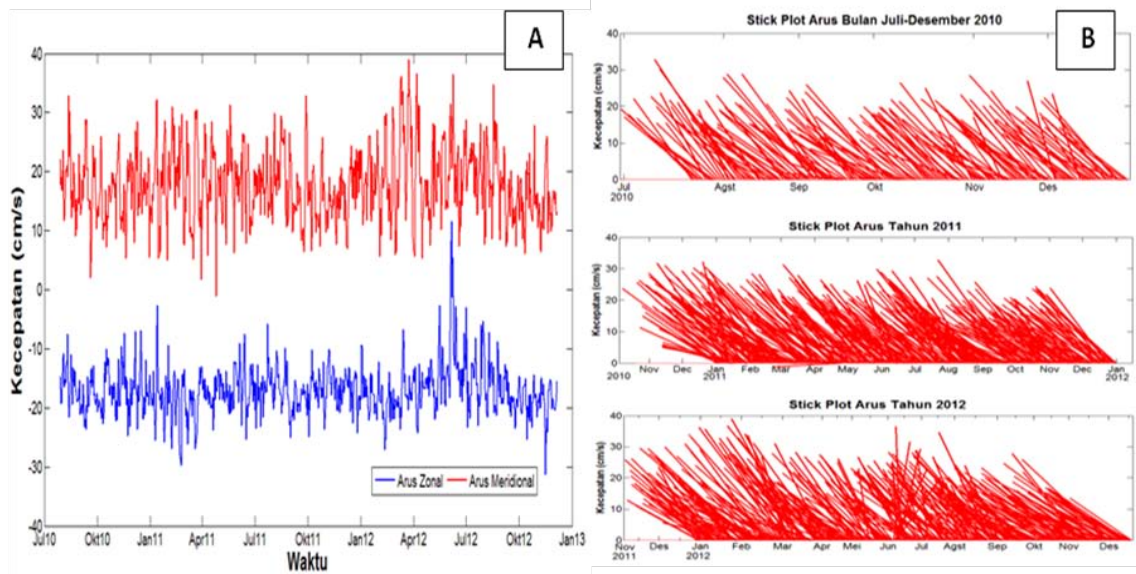 A
Kecepatan (cm/s)
40
30
20
10
0
-10
-20
-30
-40
Arus Zonal Arus Meridional
Jul10 Okt10 Jan11 Apr11 Jul11 Okt11 Jan12 Apr12 Jul12 Okt12 Jan13
Waktu
B
Stick Plot Arus Bulan Juli-Desember 2010
Kecepatan (cm/s)
40
30
20
10
0
Jul Agst Sep Okt Nov Des
2010
Stick Plot Arus Tahun 2011
Kecepatan (cm/s)
40
30
20
10
0
Nov Dec Jan Feb Mar Apr Mei Jun Jul Agst Sep Oct Nov Dec Jan
2010 2011 2012
Stick Plot Arus Tahun 2012
Kecepatan (cm/s)
40
30
20
10
0
Nov Des Jan Feb Mar Apr Mei Jun Jul Agst Sep Okt Nov Des
2011 2012